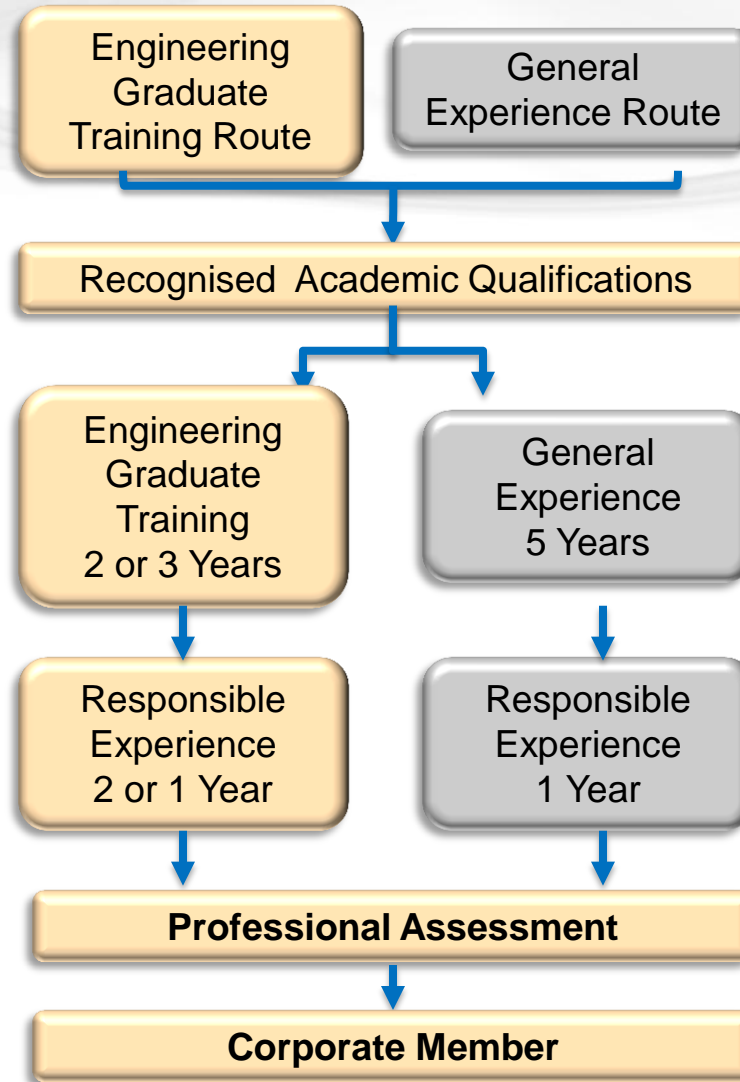 Engineering
Graduate
Training Route
General
Experience Route
Recognised Academic Qualifications
Engineering
Graduate
Training
2 or 3 Years
General
Experience
5 Years
Responsible
Experience
2 or 1 Year
Responsible
Experience
1 Year
Professional Assessment
Corporate Member